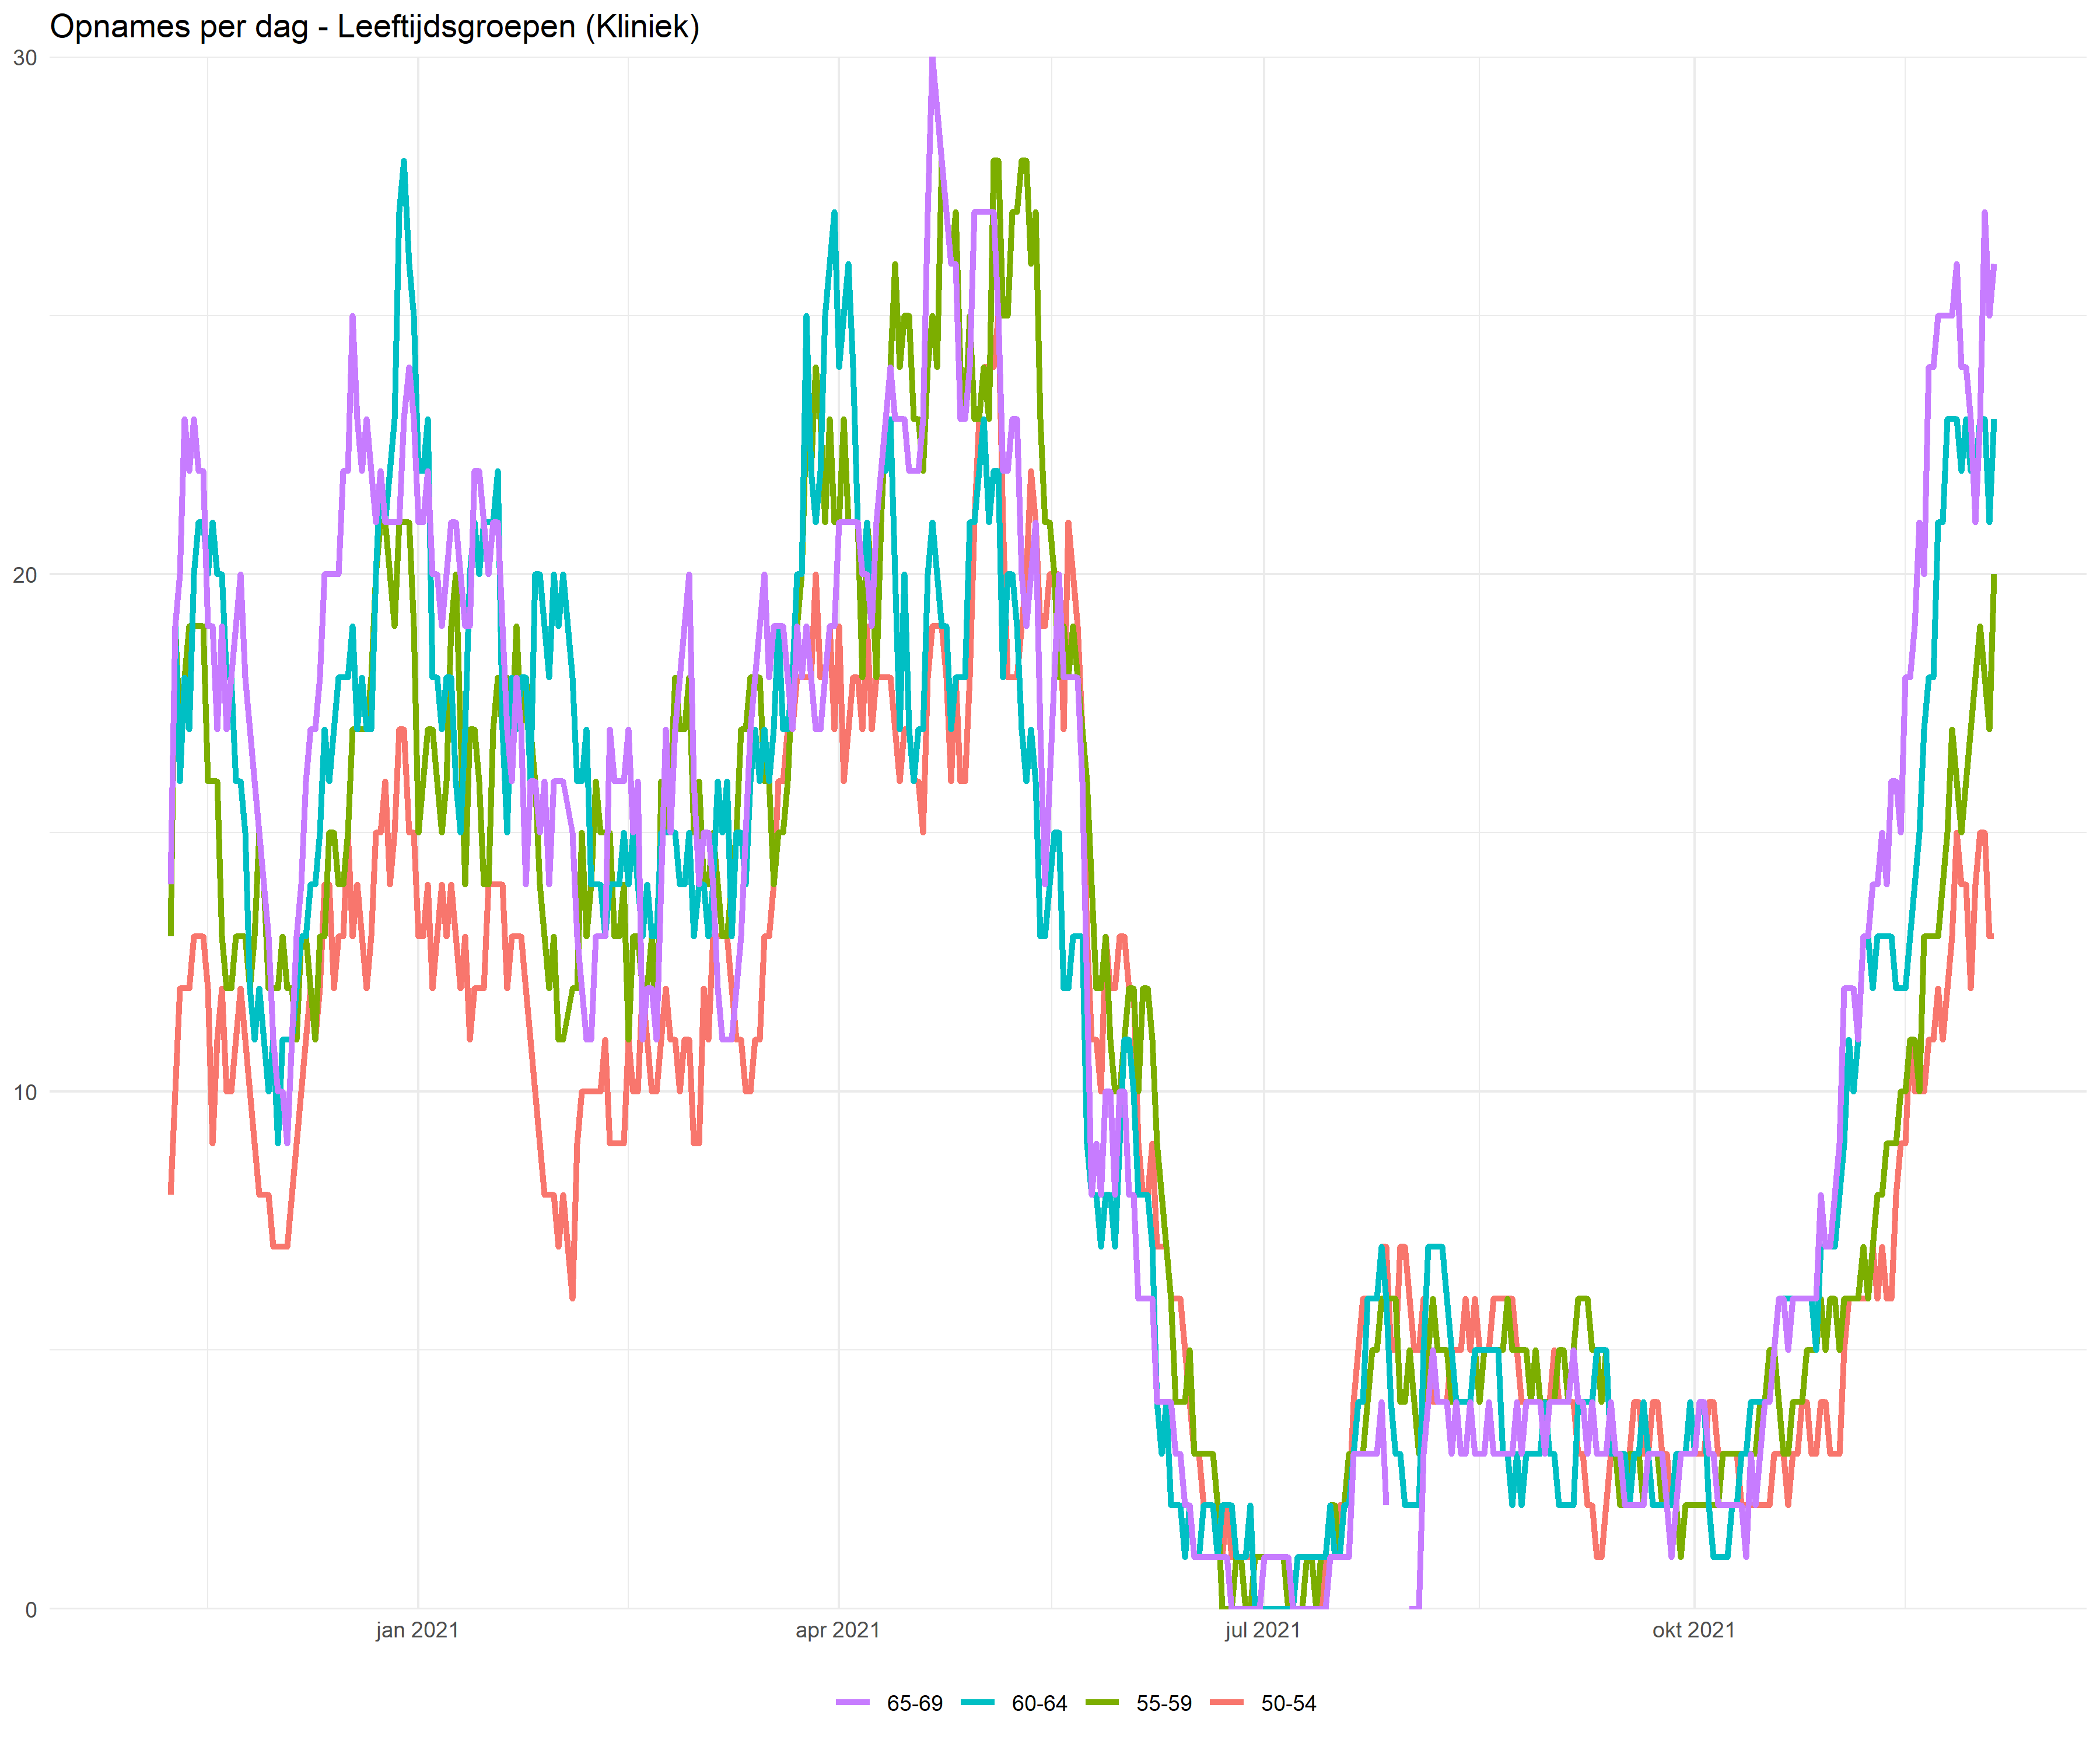 Opnames per dag - Leeftijdsgroepen (Kliniek)
30
20
10
0
jan 2021 apr 2021 jul 2021 okt 2021
65-69 60-64 55-59 50-54